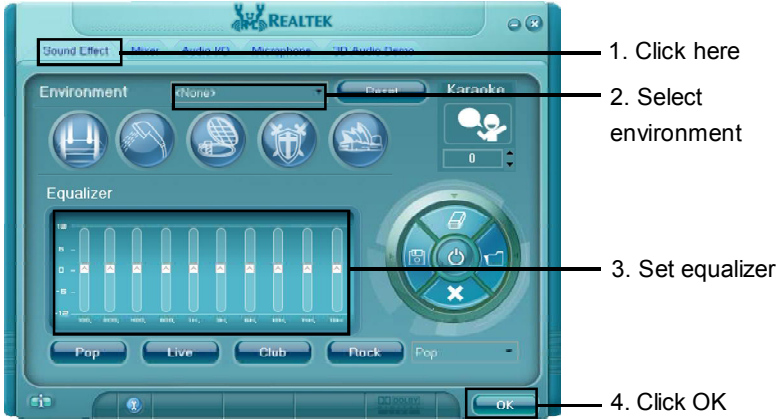 REALTEK
Sound Effect Mixer Audio I/O Microphone 3D Audio Demo
1. Click here
Environment <None> Reset Karaoke
2. Select
environment
0
Equalizer
12
3. Set equalizer
Pop Live Club Rock Pop
OK
4. Click OK